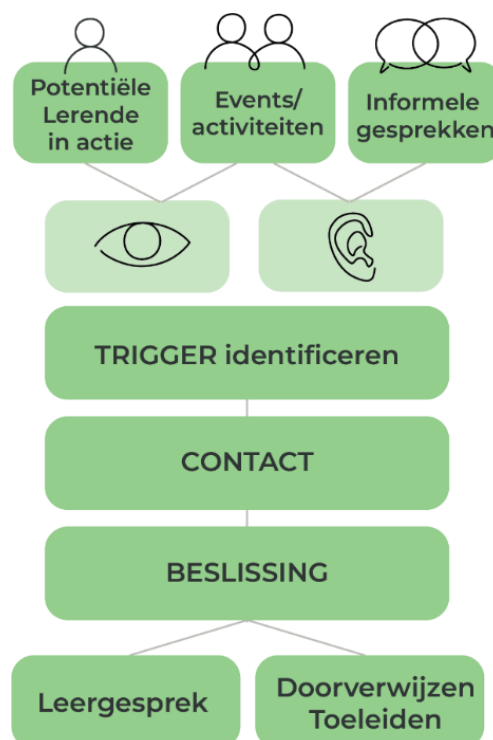 Potentiële
Lerende
in actie
Events/
activiteiten
Informele
gesprekken
TRIGGER identificeren
CONTACT
BESLISSING
Leergesprek
Doorverwijzen
Toeleiden